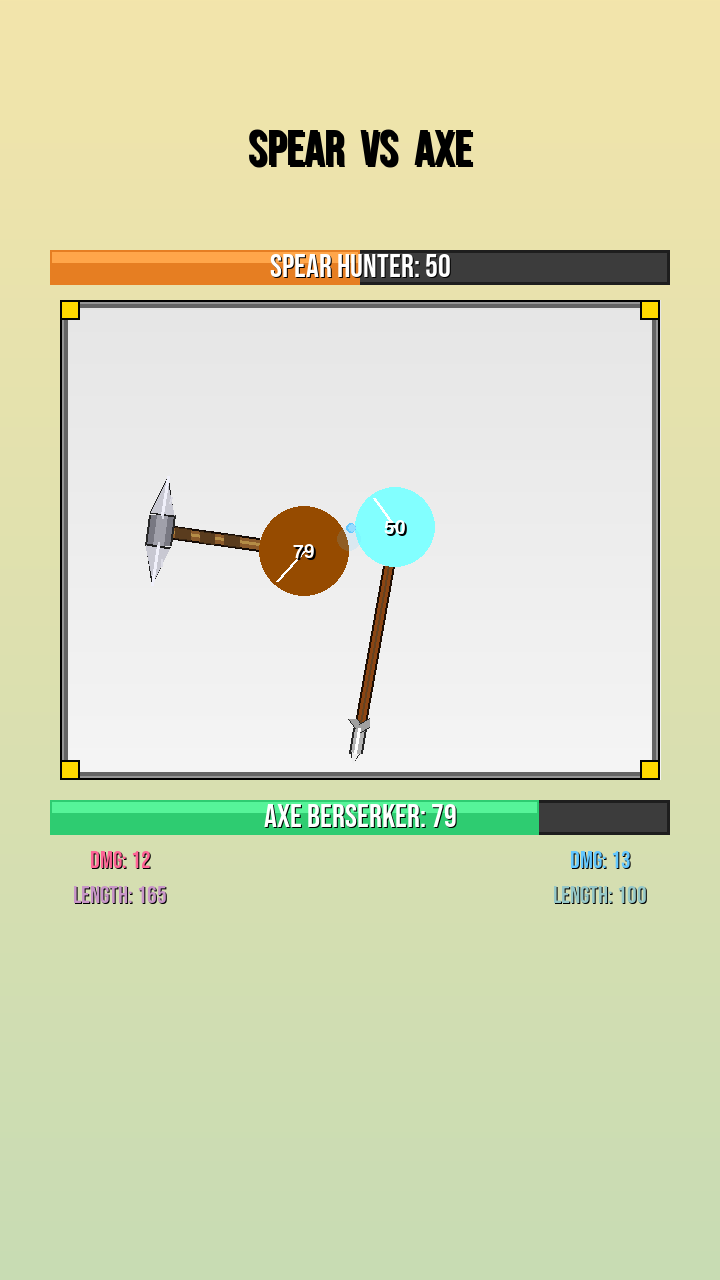 SPEAR VS AXE
SPEAR HUNTER: 50
79
50
AXE BERSERKER: 79
DMG: 12
DMG: 13
LENGTH: 165
LENGTH: 100